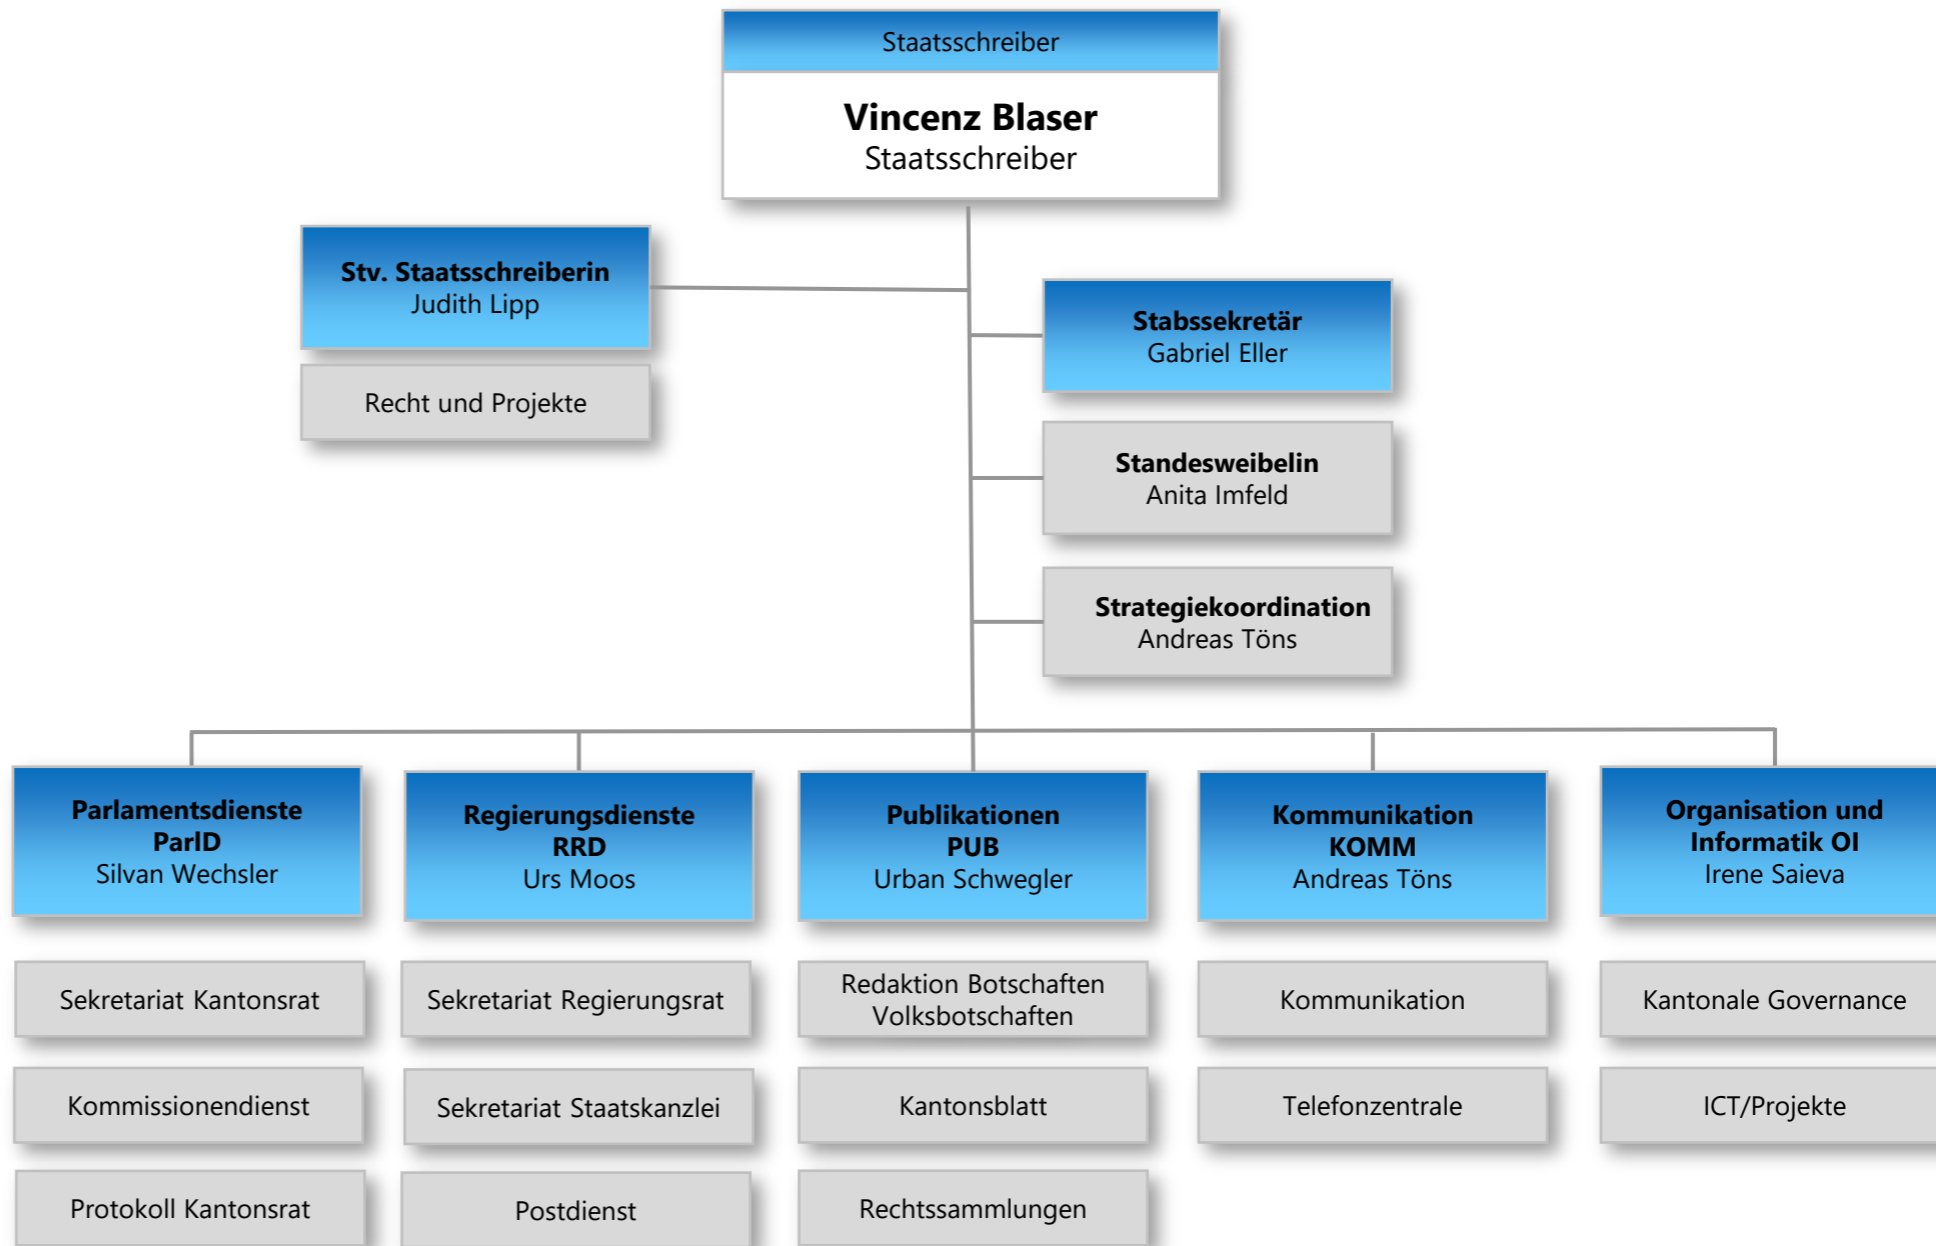 Staatsschreiber
Vincenz Blaser
Staatsschreiber
Stv. Staatsschreiberin
Judith Lipp
Recht und Projekte
Stabssekretär
Gabriel Eller
Standesweibelin
Anita Imfeld
Strategiekoordination
Andreas Töns
Parlamentsdienste
ParlD
Silvan Wechsler
Sekretariat Kantonsrat
Kommissionendienst
Protokoll Kantonsrat
Regierungsdienste
RRD
Urs Moos
Sekretariat Regierungsrat
Sekretariat Staatskanzlei
Postdienst
Publikationen
PUB
Urban Schwegler
Redaktion Botschaften
Volksbotschaften
Kantonsblatt
Rechtssammlungen
Kommunikation
KOMM
Andreas Töns
Kommunikation
Telefonzentrale
Organisation und
Informatik OI
Irene Saieva
Kantonale Governance
ICT/Projekte